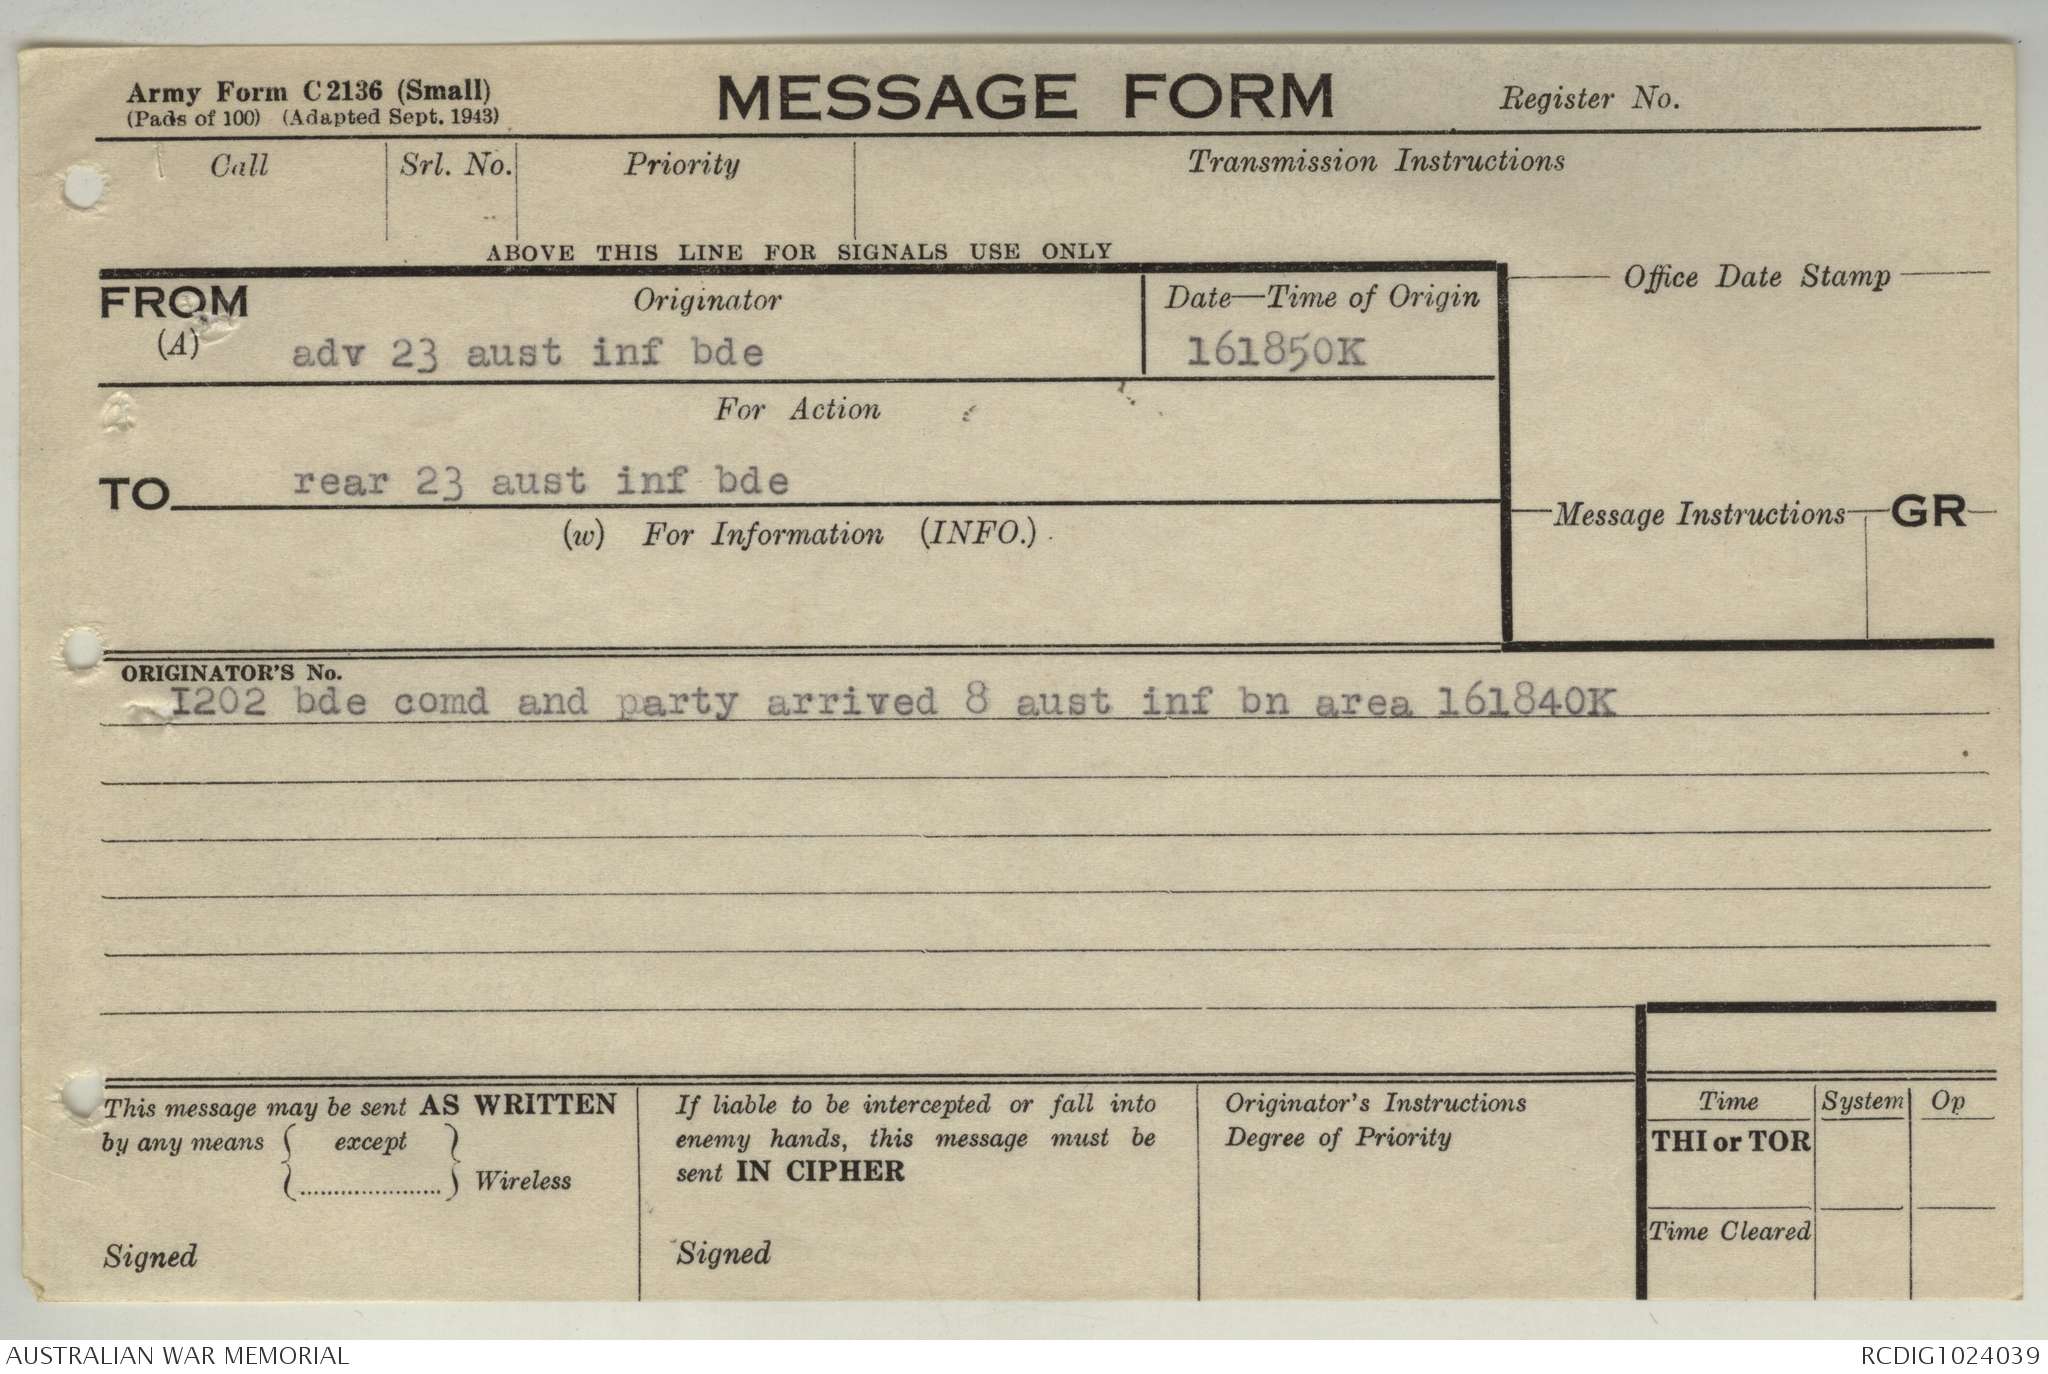 Army Form C2136 (Small)
(Pads of 100) (Adapted Sept. 1943)
MESSAGE FORM
Register No.
Call
Srl. No.
Priority
Transmission Instructions
ABOVE THIS LINE FOR SIGNALS USE ONLY
FROM
(A)
Originator
adv 23 aust inf bde
Date—Time of Origin
161850K
Office Date Stamp
For Action
TO
rear 23 aust inf bde
(w) For Information (INFO.)
Message Instructions
GR
ORIGINATOR'S No.
I202 bde comd and party arrived 8 aust inf bn area 161840K
This message may be sent AS WRITTEN
by any means { except }
{......................} Wireless
Signed
If liable to be intercepted or fall into
enemy hands, this message must be
sent IN CIPHER
Signed
Originator's Instructions
Degree of Priority
Time
System
Op
THI or TOR
Time Cleared
AUSTRALIAN WAR MEMORIAL
RCDIG1024039